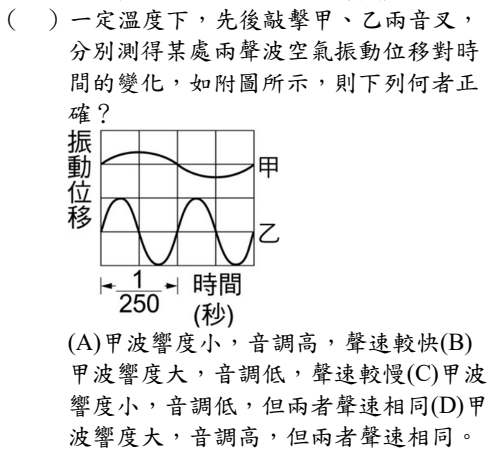 (　　)一定溫度下，先後敲擊甲、乙兩音叉，
分別測得某處兩聲波空氣振動位移對時
間的變化，如附圖所示，則下列何者正
確？
振動位移
甲
乙
1
250
時間
(秒)
(A)甲波響度小，音調高，聲速較快(B)
甲波響度大，音調低，聲速較慢(C)甲波
響度小，音調低，但兩者聲速相同(D)甲
波響度大，音調高，但兩者聲速相同。